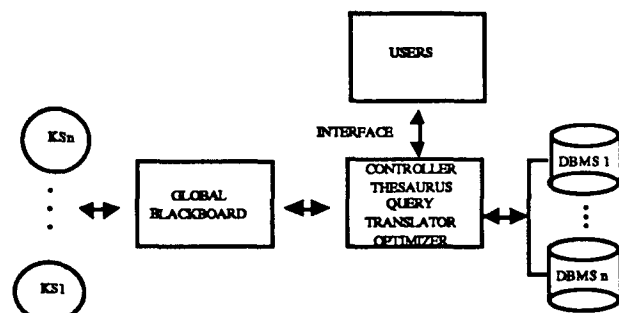 USERS
KSn
INTERFACE
GLOBAL
BLACKBOARD
CONTROLLER
THESAURUS
QUERY
TRANSLATOR
OPTIMIZER
DBMS 1
DBMS n
KS1